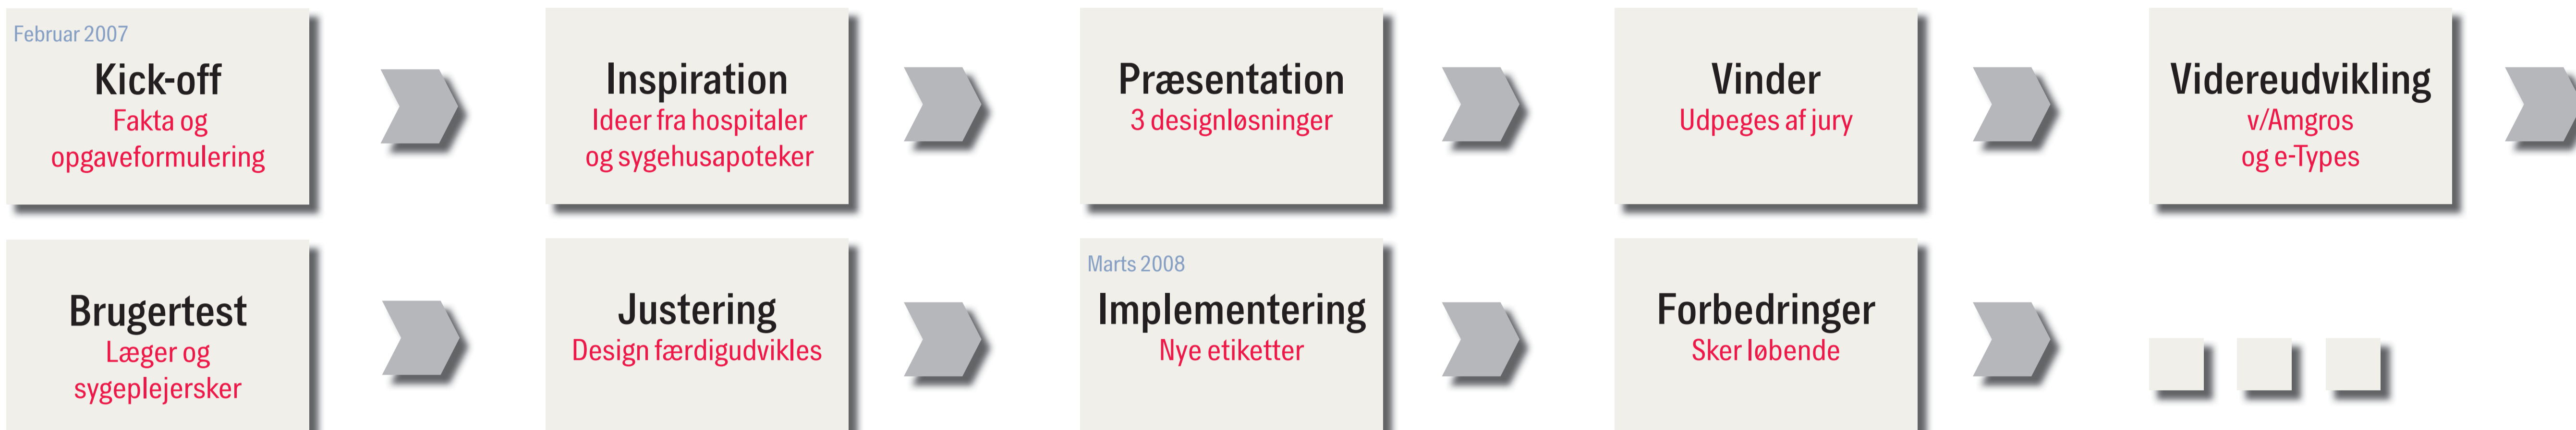 Februar 2007
Kick-off
Fakta og
opgaveformulering
Inspiration
Ideer fra hospitaler
og sygehusapoteker
Præsentation
3 designløsninger
Vinder
Udpeges af jury
Videreudvikling
v/Amgros
og e-Types
Brugertest
Læger og
sygeplejersker
Justering
Design færdigudvikles
Marts 2008
Implementering
Nye etiketter
Forbedringer
Sker løbende